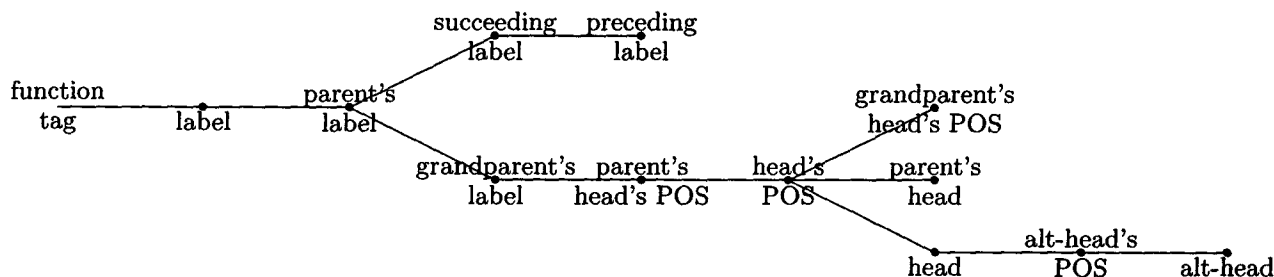 succeeding preceding
label label
function parent's grandparent's
tag label label head's POS
grandparent's parent's head's parent's
label head's POS POS head
alt-head's
head POS alt-head